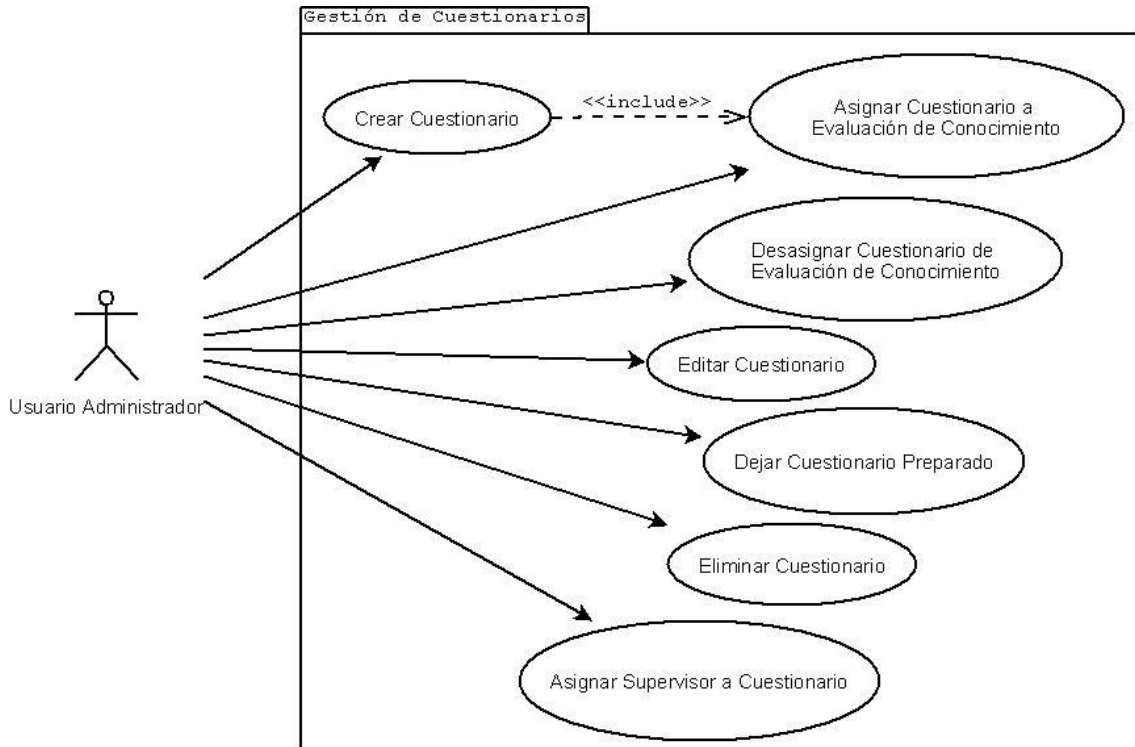 Gestión de Cuestionarios
<<include>>
Crear Cuestionario
Asignar Cuestionario a
Evaluación de Conocimiento
Desasignar Cuestionario de
Evaluación de Conocimiento
Editar Cuestionario
Usuario Administrador
Dejar Cuestionario Preparado
Eliminar Cuestionario
Asignar Supervisor a Cuestionario